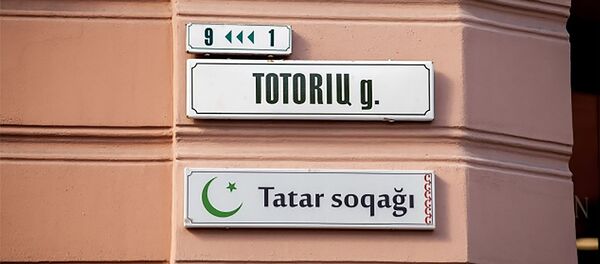 9 ◂◂◂ 1
TOTORIŲ g.
Tatar soqağı